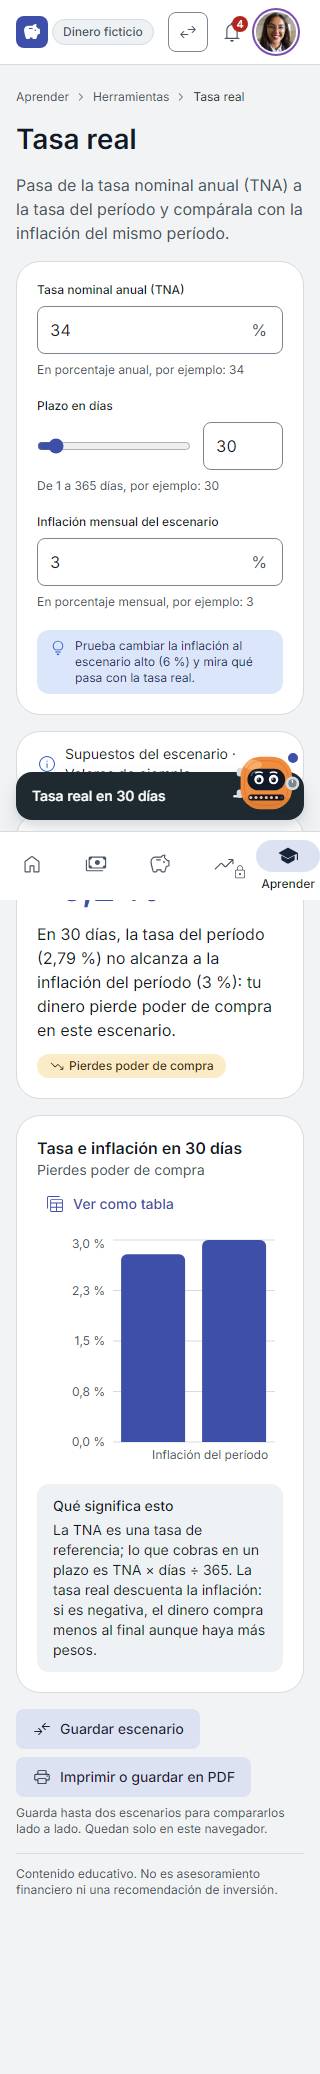 Dinero ficticio
4
Aprender > Herramientas > Tasa real
Tasa real
Pasa de la tasa nominal anual (TNA) a
la tasa del período y compárala con la
inflación del mismo período.
Tasa nominal anual (TNA)
34 %
En porcentaje anual, por ejemplo: 34
Plazo en días
30
De 1 a 365 días, por ejemplo: 30
Inflación mensual del escenario
3 %
En porcentaje mensual, por ejemplo: 3
Prueba cambiar la inflación al
escenario alto (6 %) y mira qué
pasa con la tasa real.
Supuestos del escenario ·
Tasa real en 30 días
Aprender
En 30 días, la tasa del período
(2,79 %) no alcanza a la
inflación del período (3 %): tu
dinero pierde poder de compra
en este escenario.
Pierdes poder de compra
Tasa e inflación en 30 días
Pierdes poder de compra
Ver como tabla
3,0 %
2,3 %
1,5 %
0,8 %
0,0 %
Inflación del período
Qué significa esto
La TNA es una tasa de
referencia; lo que cobras en un
plazo es TNA × días ÷ 365. La
tasa real descuenta la inflación:
si es negativa, el dinero compra
menos al final aunque haya más
pesos.
Guardar escenario
Imprimir o guardar en PDF
Guarda hasta dos escenarios para compararlos
lado a lado. Quedan solo en este navegador.
Contenido educativo. No es asesoramiento
financiero ni una recomendación de inversión.